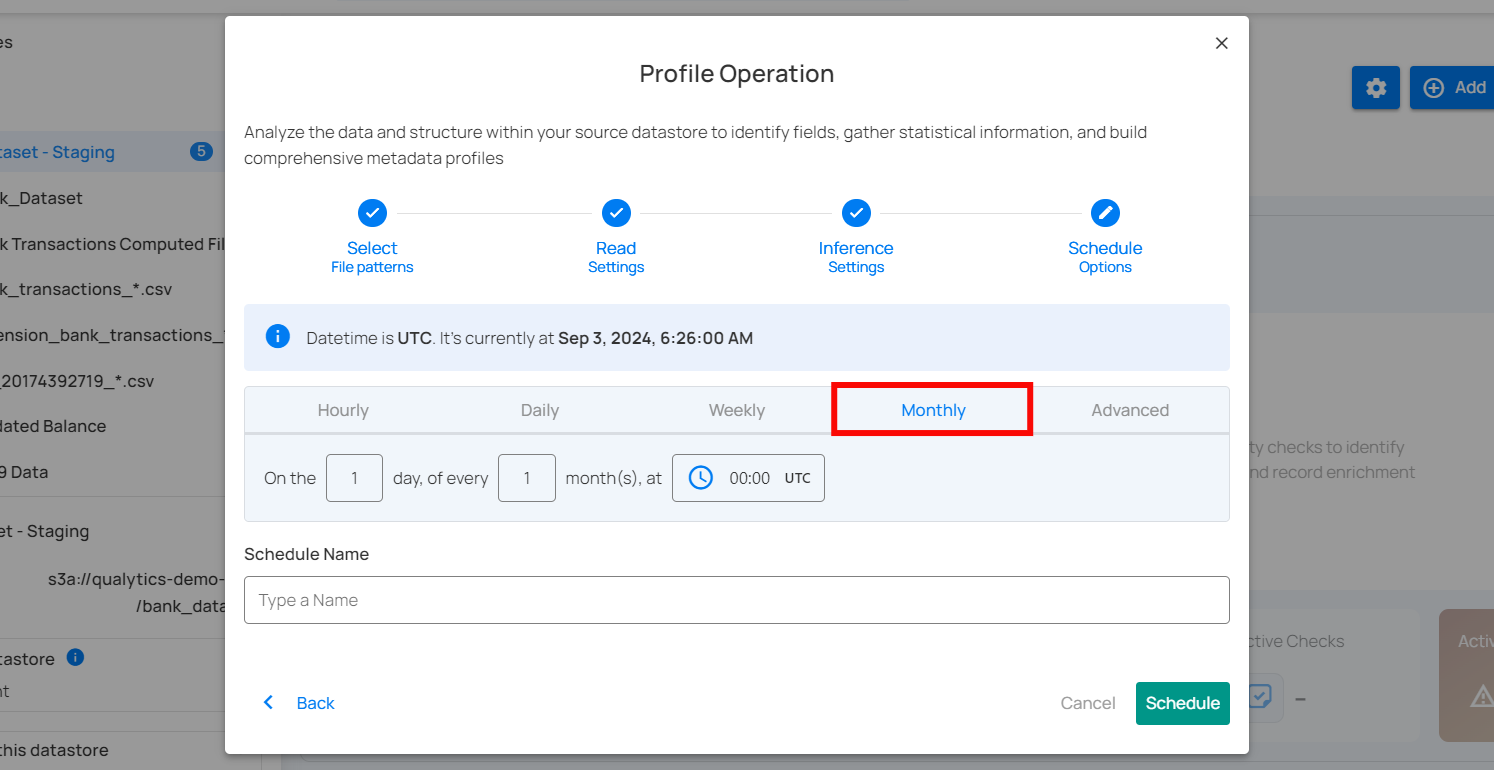 es
Add
taset - Staging
5
k_Dataset
k Transactions Computed Fil
k_transactions_*.csv
ension_bank_transactions_
_20174392719_*.csv
dated Balance
9 Data
et - Staging
s3a://qualytics-demo-
/bank_data
tastore
nt
this datastore
Profile Operation
Analyze the data and structure within your source datastore to identify fields, gather statistical information, and build
comprehensive metadata profiles
Select
File patterns
Read
Settings
Inference
Settings
Schedule
Options
Datetime is UTC. It's currently at Sep 3, 2024, 6:26:00 AM
Hourly Daily Weekly Monthly Advanced
On the 1 day, of every 1 month(s), at 00:00 UTC
Schedule Name
Type a Name
Back
Cancel
Schedule
ty checks to identify
nd record enrichment
ctive Checks
–
Activ